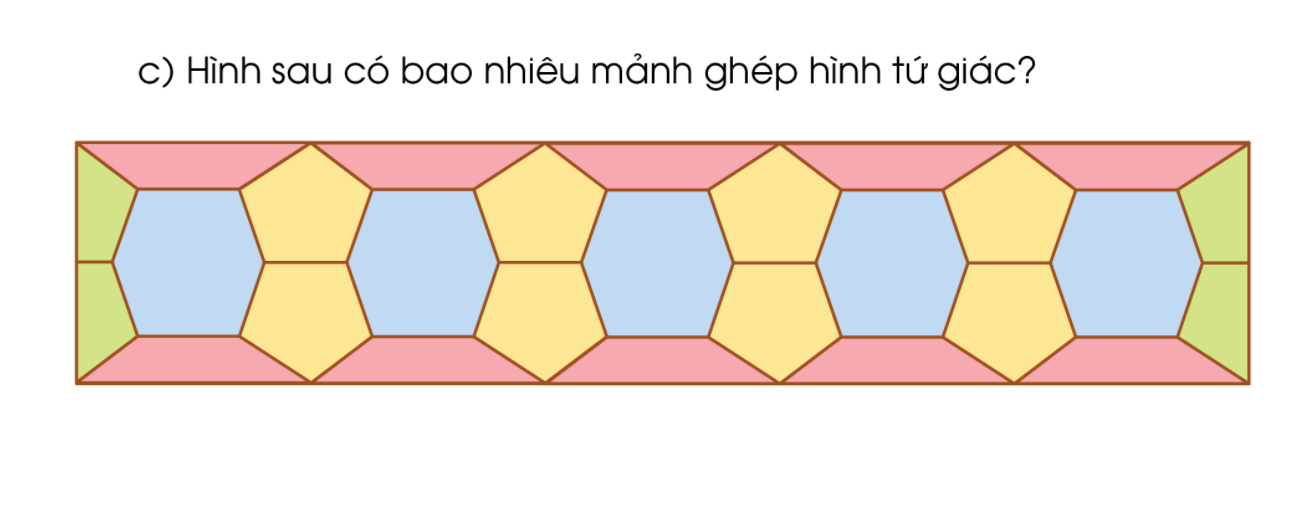 c) Hình sau có bao nhiêu mảnh ghép hình tứ giác?